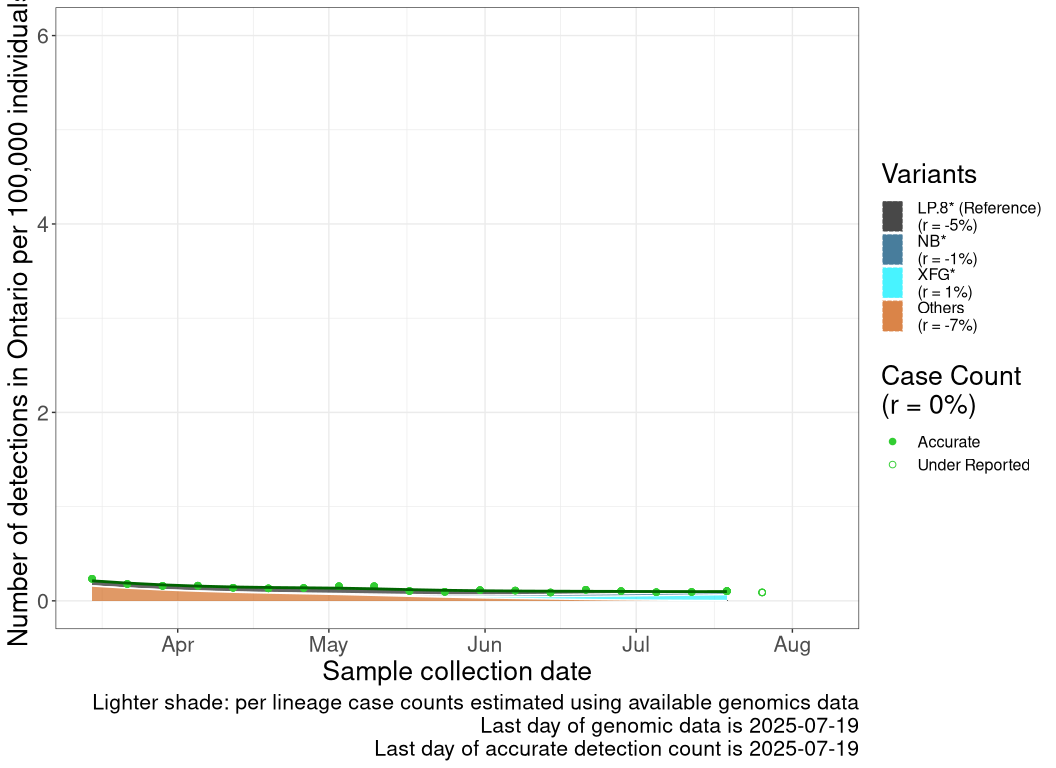 Number of detections in Ontario per 100,000 individuals
6
4
2
0
Apr May Jun Jul Aug
Sample collection date
Lighter shade: per lineage case counts estimated using available genomics data
Last day of genomic data is 2025-07-19
Last day of accurate detection count is 2025-07-19
Variants
LP.8* (Reference)
(r = -5%)
NB*
(r = -1%)
XFG*
(r = 1%)
Others
(r = -7%)
Case Count
(r = 0%)
Accurate
Under Reported